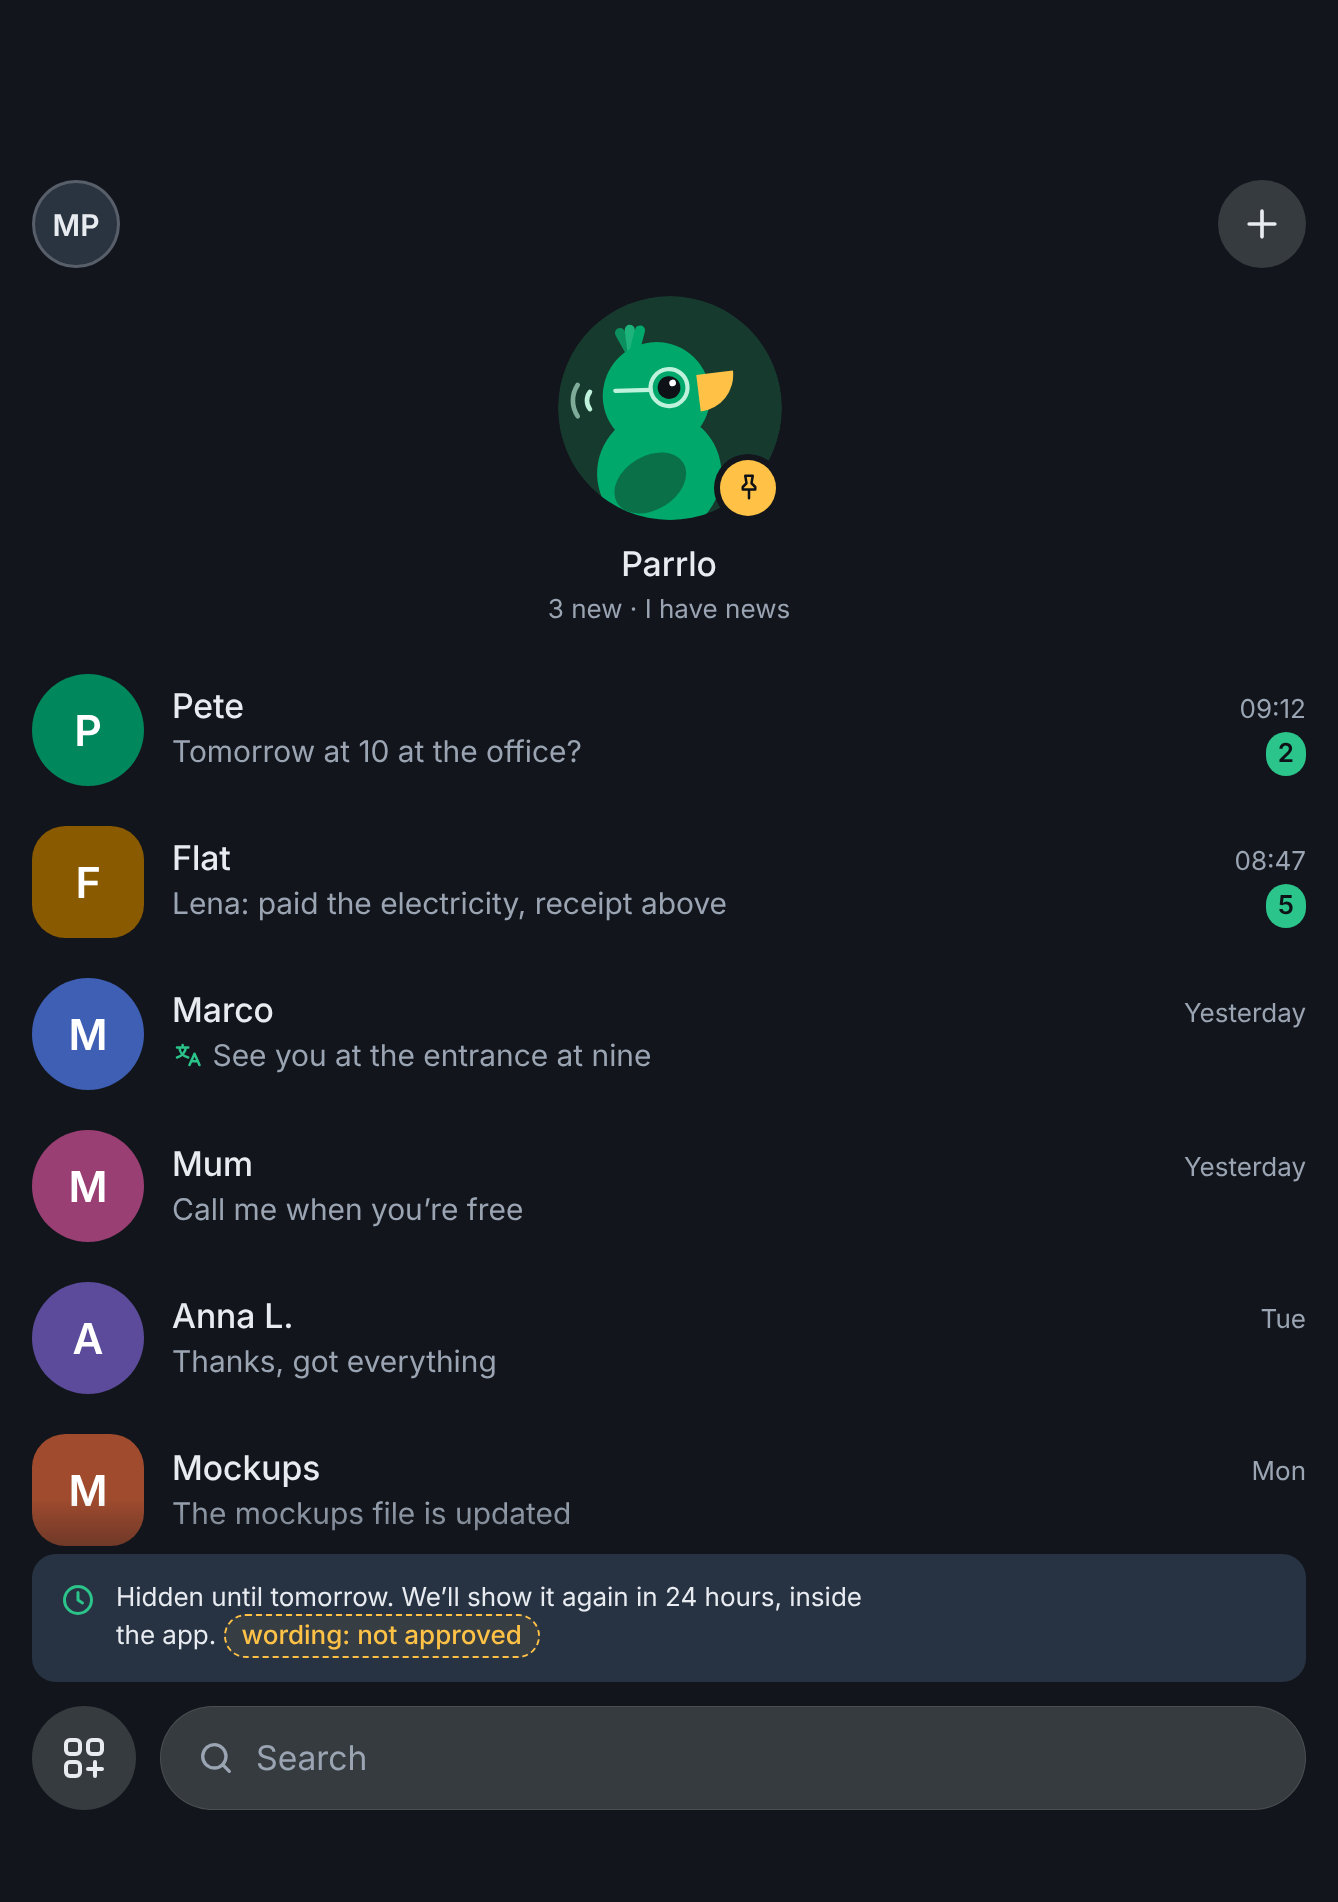 MP
Parrlo
3 new · I have news
P
Pete
09:12
Tomorrow at 10 at the office?
2
F
Flat
08:47
Lena: paid the electricity, receipt above
5
M
Marco
Yesterday
See you at the entrance at nine
M
Mum
Yesterday
Call me when you’re free
A
Anna L.
Tue
Thanks, got everything
M
Mockups
Mon
The mockups file is updated
Hidden until tomorrow. We’ll show it again in 24 hours, inside
the app. wording: not approved
Search